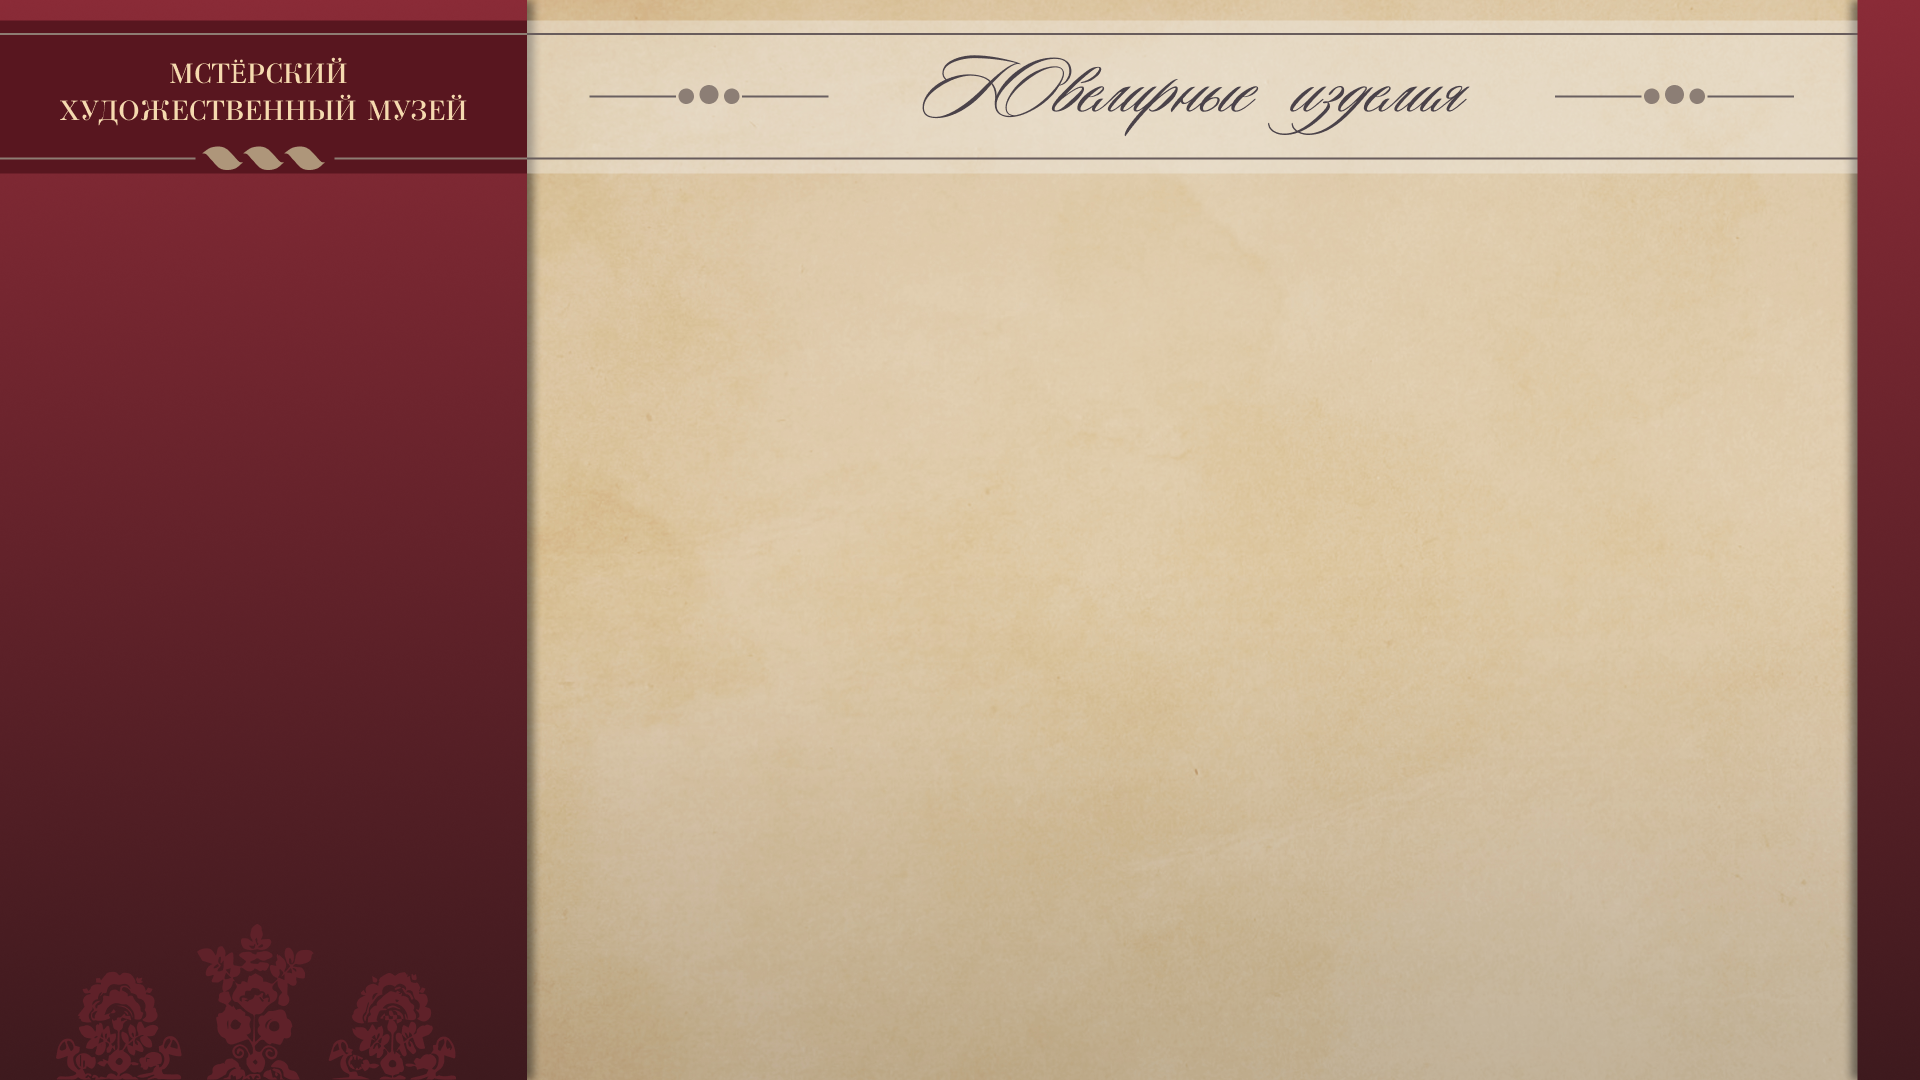 МСТЁРСКИЙ
ХУДОЖЕСТВЕННЫЙ МУЗЕЙ
Ювелирные изделия